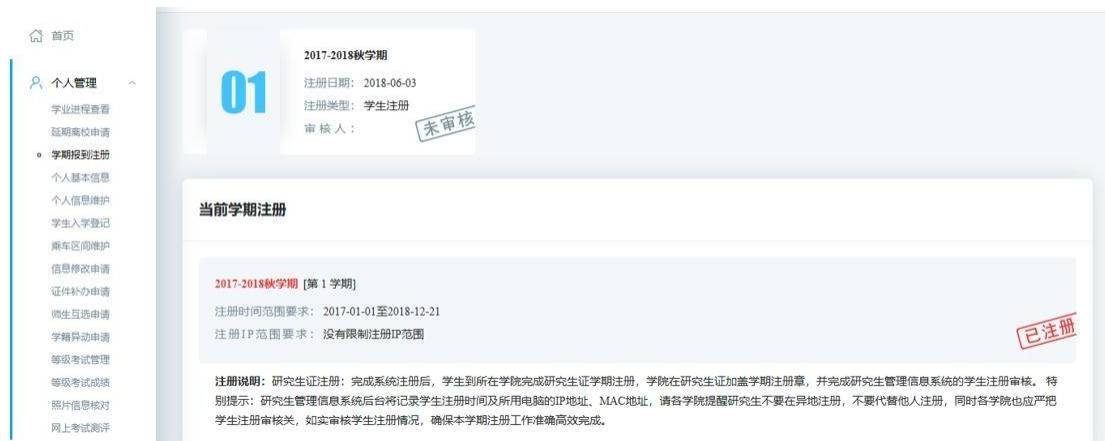 首页
个人管理
学业进程查看
延期离校申请
学期报到注册
个人基本信息
个人信息维护
学生入学登记
乘车区间维护
信息修改申请
证件补办申请
师生互选申请
学籍异动申请
等级考试管理
等级考试成绩
照片信息核对
网上考试测评
01
2017-2018秋学期
注册日期： 2018-06-03
注册类型： 学生注册
审 核 人：
未审核
当前学期注册
2017-2018秋学期 [第 1 学期]
注册时间范围要求： 2017-01-01至2018-12-21
注册IP范围要求： 没有限制注册IP范围
已注册
注册说明：研究生证注册：完成系统注册后，学生到所在学院完成研究生证学期注册，学院在研究生证加盖学期注册章，并完成研究生管理信息系统的学生注册审核。 特
别提示：研究生管理信息系统后台将记录学生注册时间及所用电脑的IP地址、MAC地址，请各学院提醒研究生不要在异地注册，不要代替他人注册，同时各学院也应严把
学生注册审核关，如实审核学生注册情况，确保本学期注册工作准确高效完成。